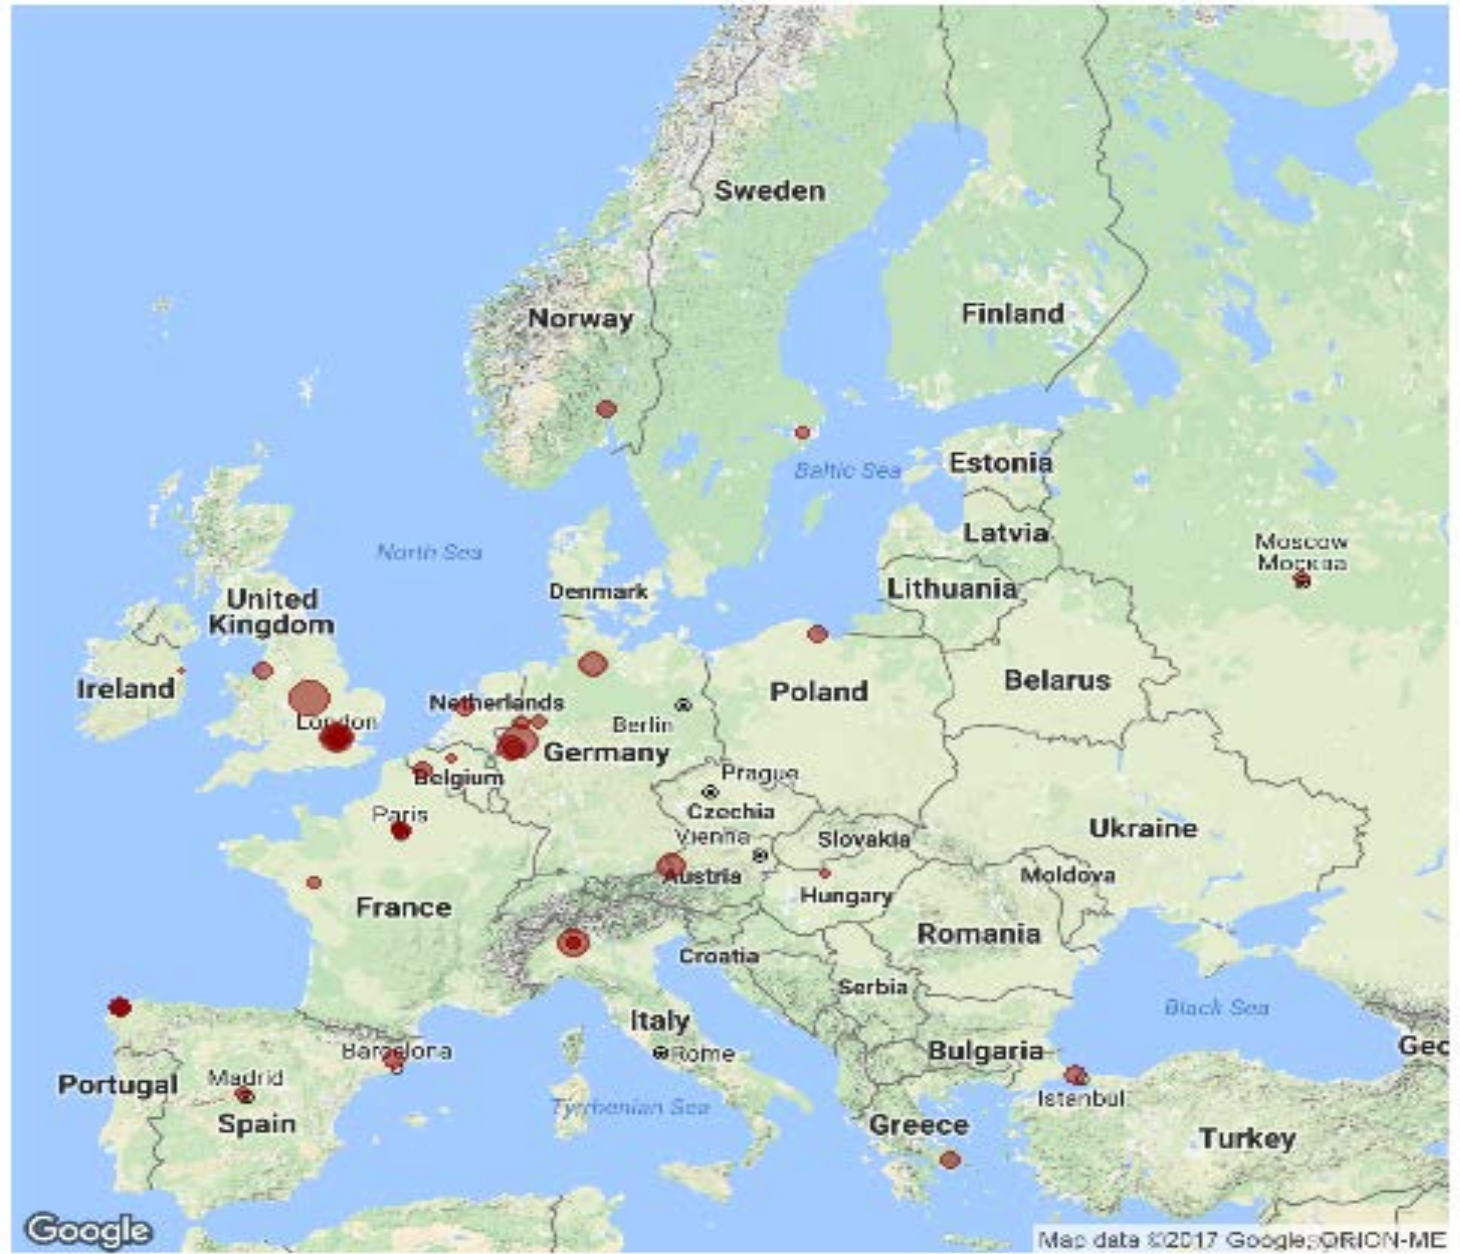 Sweden
Norway
Finland
Baltic Sea
Estonia
Latvia
North Sea
Moscow
Москва
Denmark
Lithuania
United
Kingdom
Ireland
Netherlands
Poland
Belarus
London
Berlin
Germany
Belgium
Prague
Czechia
Paris
Vienna
Slovakia
Ukraine
Austria
Hungary
Moldova
France
Romania
Croatia
Serbia
Black Sea
Italy
Barcelona
Rome
Bulgaria
Geo
Portugal
Madrid
Spain
Istanbul
Tyrrhenian Sea
Greece
Turkey
Google
Map data ©2017 Google, ORION-ME